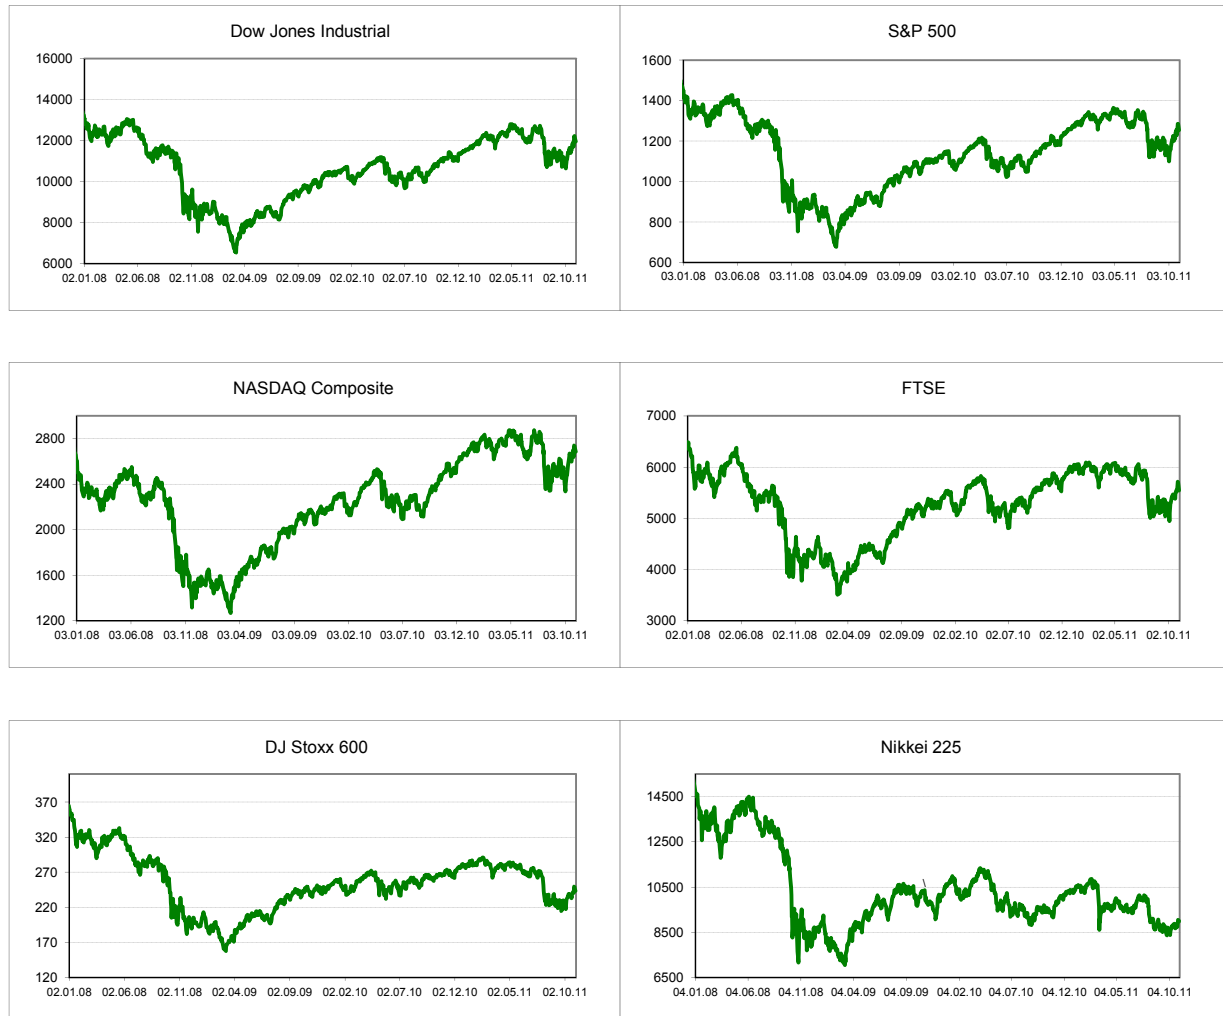 Dow Jones Industrial
16000
14000
12000
10000
8000
6000
02.01.08 02.06.08 02.11.08 02.04.09 02.09.09 02.02.10 02.07.10 02.12.10 02.05.11 02.10.11
S&P 500
1600
1400
1200
1000
800
600
03.01.08 03.06.08 03.11.08 03.04.09 03.09.09 03.02.10 03.07.10 03.12.10 03.05.11 03.10.11
NASDAQ Composite
2800
2400
2000
1600
1200
03.01.08 03.06.08 03.11.08 03.04.09 03.09.09 03.02.10 03.07.10 03.12.10 03.05.11 03.10.11
FTSE
7000
6000
5000
4000
3000
02.01.08 02.06.08 02.11.08 02.04.09 02.09.09 02.02.10 02.07.10 02.12.10 02.05.11 02.10.11
DJ Stoxx 600
370
320
270
220
170
120
02.01.08 02.06.08 02.11.08 02.04.09 02.09.09 02.02.10 02.07.10 02.12.10 02.05.11 02.10.11
Nikkei 225
14500
12500
10500
8500
6500
04.01.08 04.06.08 04.11.08 04.04.09 04.09.09 04.02.10 04.07.10 04.12.10 04.05.11 04.10.11